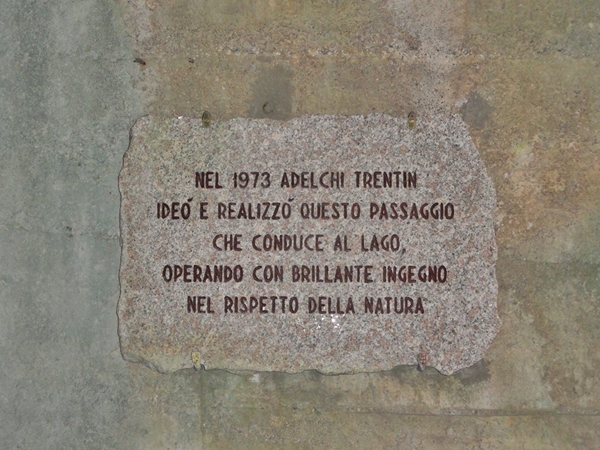 NEL 1973 ADELCHI TRENTIN
IDEÓ E REALIZZÓ QUESTO PASSAGGIO
CHE CONDUCE AL LAGO,
OPERANDO CON BRILLANTE INGEGNO
NEL RISPETTO DELLA NATURA